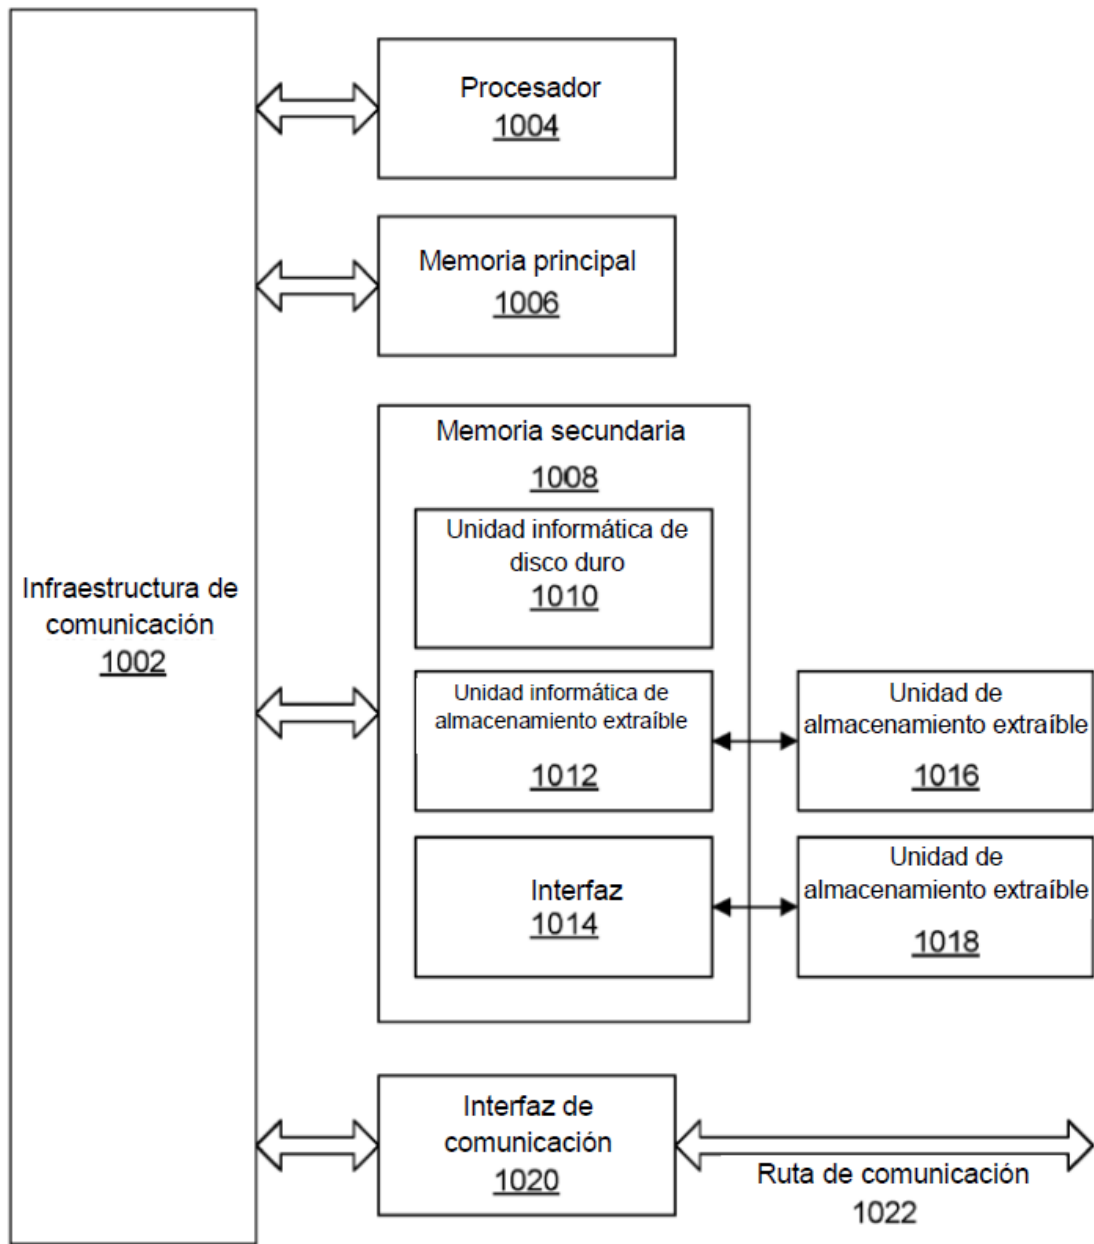 Procesador
1004
Memoria principal
1006
Memoria secundaria
1008
Unidad informática de
disco duro
1010
Infraestructura de
comunicación
1002
Unidad informática de
almacenamiento extraíble
1012
Unidad de
almacenamiento extraíble
1016
Interfaz
1014
Unidad de
almacenamiento extraíble
1018
Interfaz de
comunicación
1020
Ruta de comunicación
1022